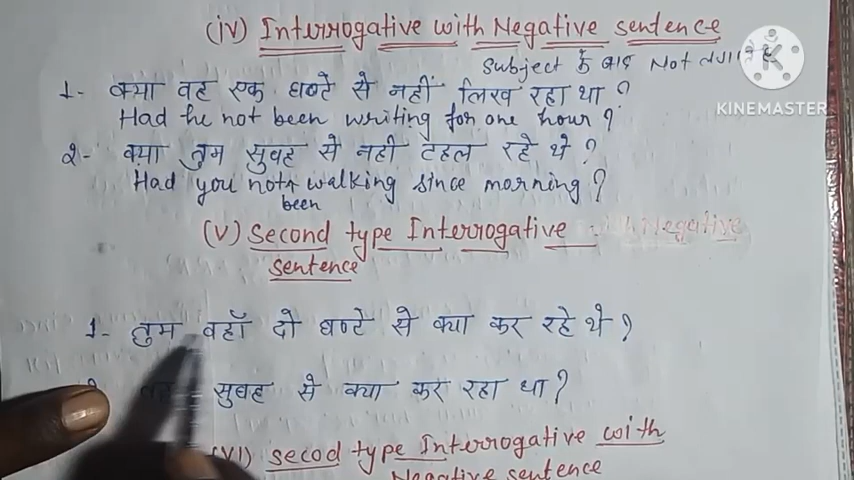 (iv) Interrogative with Negative sentence
Subject के बाद Not
KINEMASTER
1- क्या वह एक घण्टे से नहीं लिख रहा था ?
Had he not been writing for one hour ?
2- क्या तुम सुबह से नही टहल रहे थे ?
Had you not walking since morning ?
been
(V) Second type Interrogative Negative
sentence
1- तुम वहाँ दो घण्टे से क्या कर रहे थे ?
सुबह से क्या कर रहा था ?
(VI) secod type Interrogative with
Negative sentence